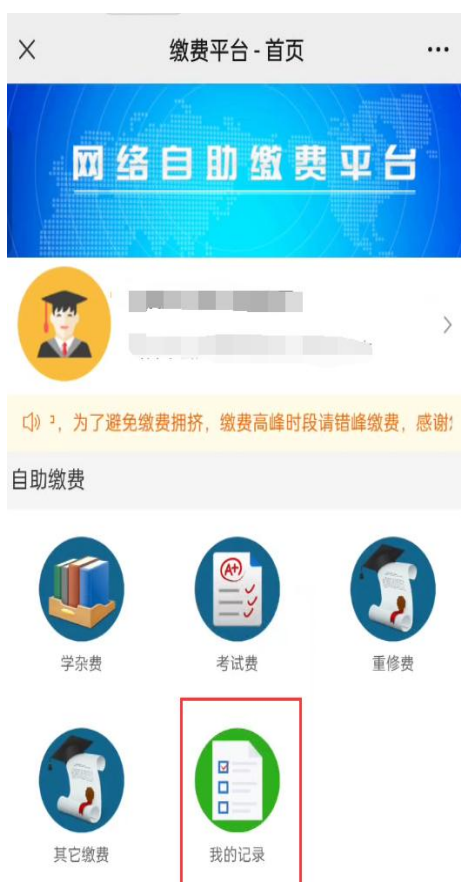 缴费平台 - 首页
网络自助缴费平台
，为了避免缴费拥挤，缴费高峰时段请错峰缴费，感谢
自助缴费
A+
学杂费
考试费
重修费
其它缴费
我的记录